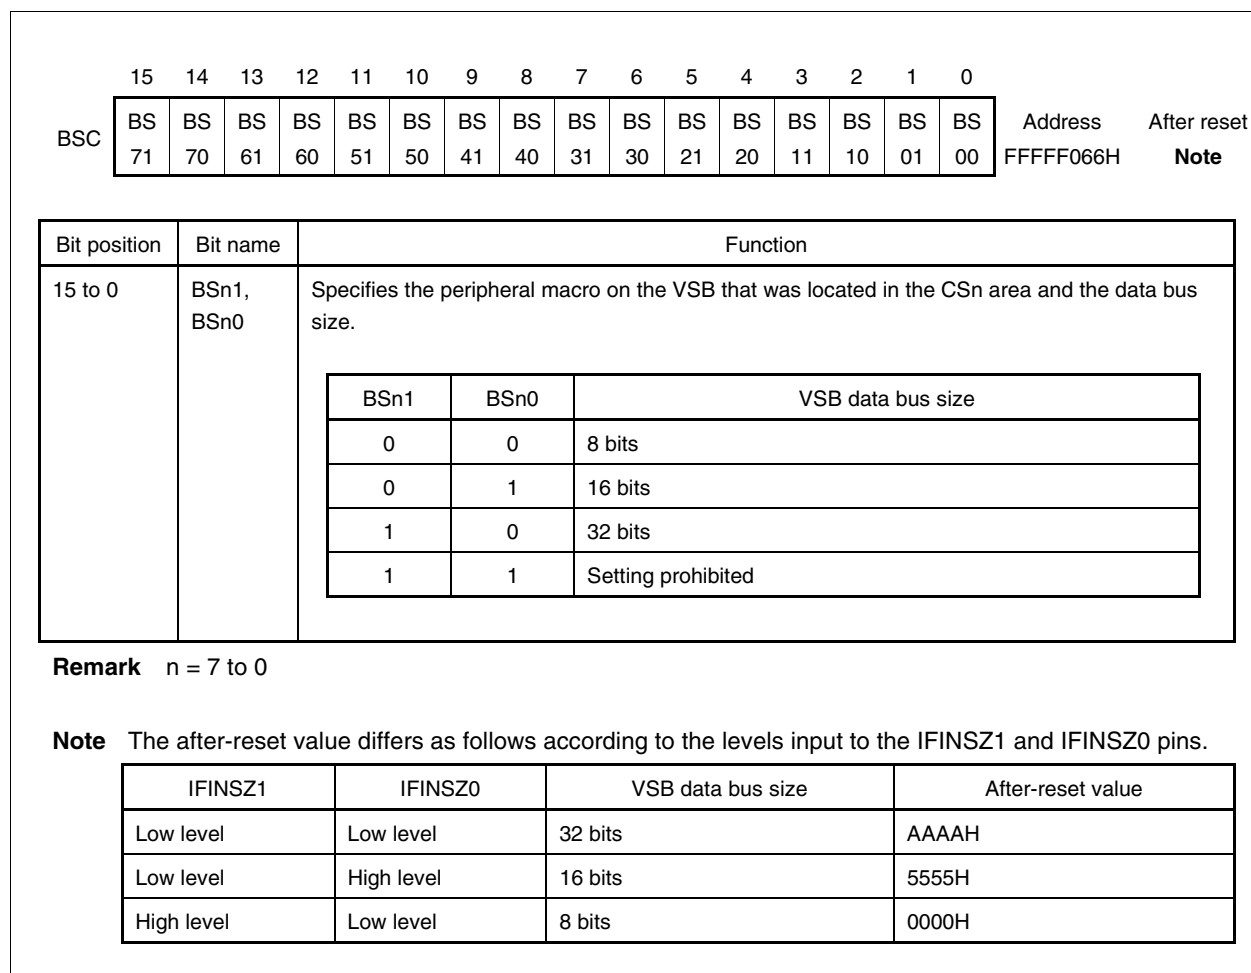 15 14 13 12 11 10 9 8 7 6 5 4 3 2 1 0
BSC BS BS BS BS BS BS BS BS BS BS BS BS BS BS BS BS Address After reset
71 70 61 60 51 50 41 40 31 30 21 20 11 10 01 00 FFFFF066H Note
Bit position Bit name Function
15 to 0 BSn1, Specifies the peripheral macro on the VSB that was located in the CSn area and the data bus
BSn0 size.
BSn1 BSn0 VSB data bus size
0 0 8 bits
0 1 16 bits
1 0 32 bits
1 1 Setting prohibited
Remark n = 7 to 0
Note The after-reset value differs as follows according to the levels input to the IFINSZ1 and IFINSZ0 pins.
IFINSZ1 IFINSZ0 VSB data bus size After-reset value
Low level Low level 32 bits AAAAH
Low level High level 16 bits 5555H
High level Low level 8 bits 0000H